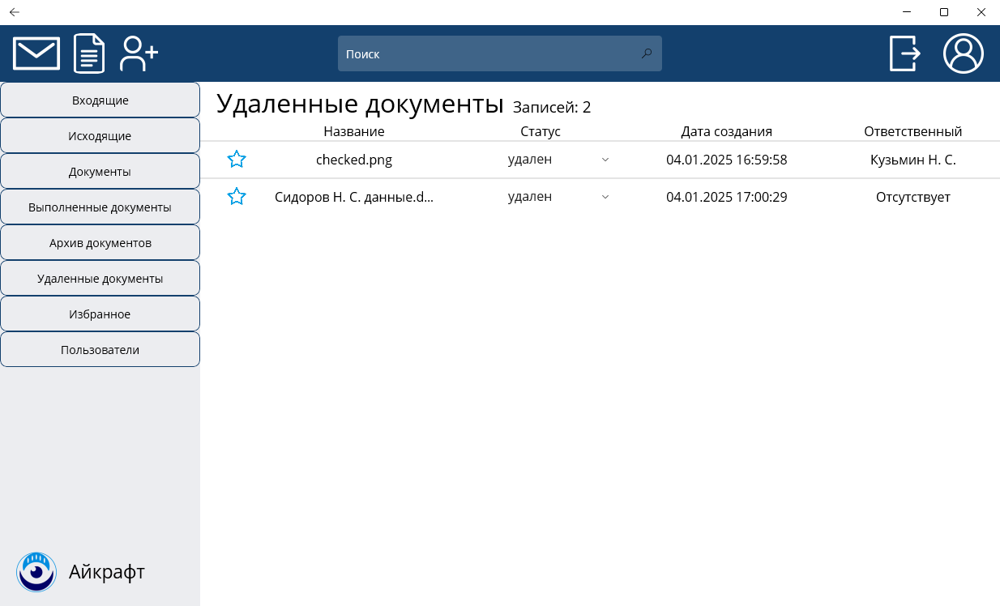 Поиск
Входящие
Исходящие
Документы
Выполненные документы
Архив документов
Удаленные документы
Избранное
Пользователи
Айкрафт
Удаленные документы Записей: 2
Название Статус Дата создания Ответственный
checked.png удален 04.01.2025 16:59:58 Кузьмин Н. С.
Сидоров Н. С. данные.d... удален 04.01.2025 17:00:29 Отсутствует